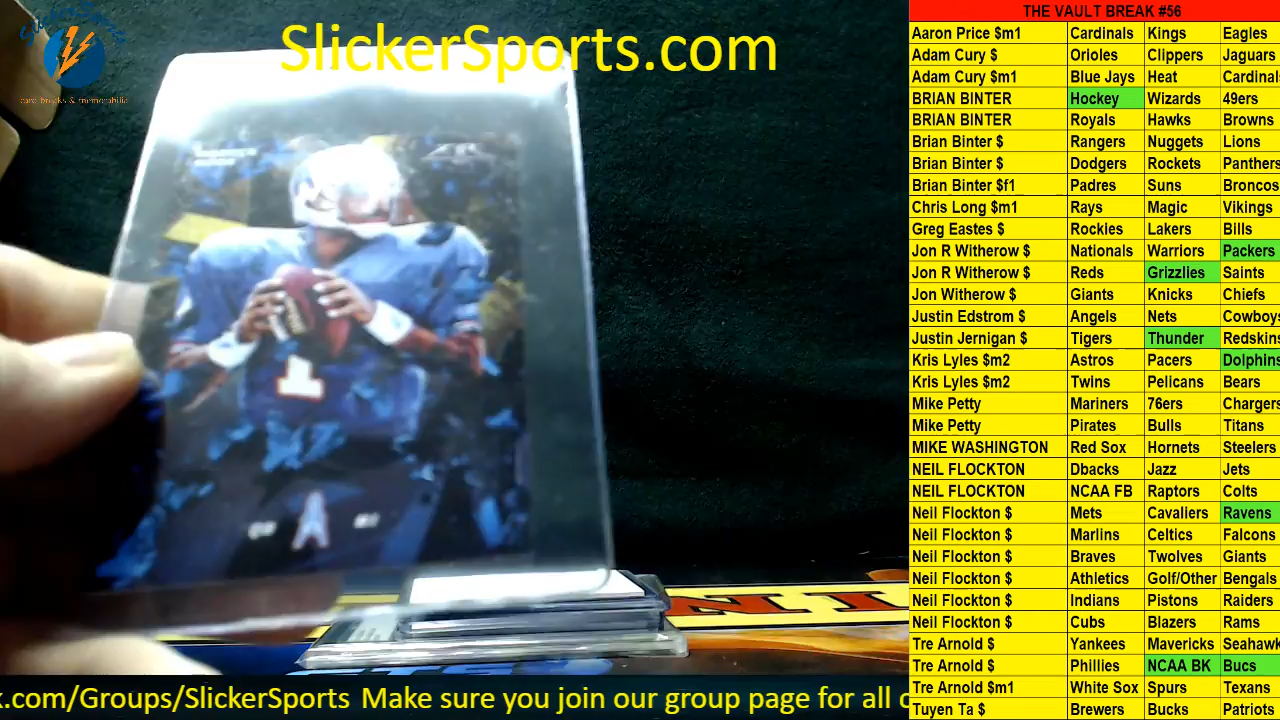 SlickerSports.com
card breaks & memorabilia
1
THE VAULT BREAK #56
Aaron Price $m1 Cardinals Kings Eagles
Adam Cury $ Orioles Clippers Jaguars
Adam Cury $m1 Blue Jays Heat Cardinal
BRIAN BINTER Hockey Wizards 49ers
BRIAN BINTER Royals Hawks Browns
Brian Binter $ Rangers Nuggets Lions
Brian Binter $ Dodgers Rockets Panthers
Brian Binter $f1 Padres Suns Broncos
Chris Long $m1 Rays Magic Vikings
Greg Eastes $ Rockies Lakers Bills
Jon R Witherow $ Nationals Warriors Packers
Jon R Witherow $ Reds Grizzlies Saints
Jon Witherow $ Giants Knicks Chiefs
Justin Edstrom $ Angels Nets Cowboys
Justin Jernigan $ Tigers Thunder Redskins
Kris Lyles $m2 Astros Pacers Dolphins
Kris Lyles $m2 Twins Pelicans Bears
Mike Petty Mariners 76ers Chargers
Mike Petty Pirates Bulls Titans
MIKE WASHINGTON Red Sox Hornets Steelers
NEIL FLOCKTON Dbacks Jazz Jets
NEIL FLOCKTON NCAA FB Raptors Colts
Neil Flockton $ Mets Cavaliers Ravens
Neil Flockton $ Marlins Celtics Falcons
Neil Flockton $ Braves Twolves Giants
Neil Flockton $ Athletics Golf/Other Bengals
Neil Flockton $ Indians Pistons Raiders
Neil Flockton $ Cubs Blazers Rams
Tre Arnold $ Yankees Mavericks Seahawk
Tre Arnold $ Phillies NCAA BK Bucs
Tre Arnold $m1 White Sox Spurs Texans
Tuyen Ta $ Brewers Bucks Patriots
k.com/Groups/SlickerSports Make sure you join our group page for all